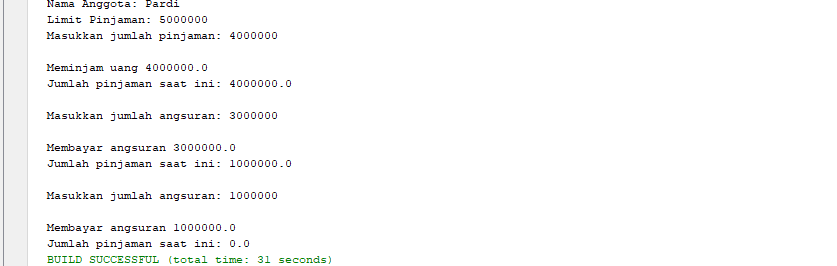 Nama Anggota: Pardi
Limit Pinjaman: 5000000
Masukkan jumlah pinjaman: 4000000
Meminjam uang 4000000.0
Jumlah pinjaman saat ini: 4000000.0
Masukkan jumlah angsuran: 3000000
Membayar angsuran 3000000.0
Jumlah pinjaman saat ini: 1000000.0
Masukkan jumlah angsuran: 1000000
Membayar angsuran 1000000.0
Jumlah pinjaman saat ini: 0.0
BUILD SUCCESSFUL (total time: 31 seconds)